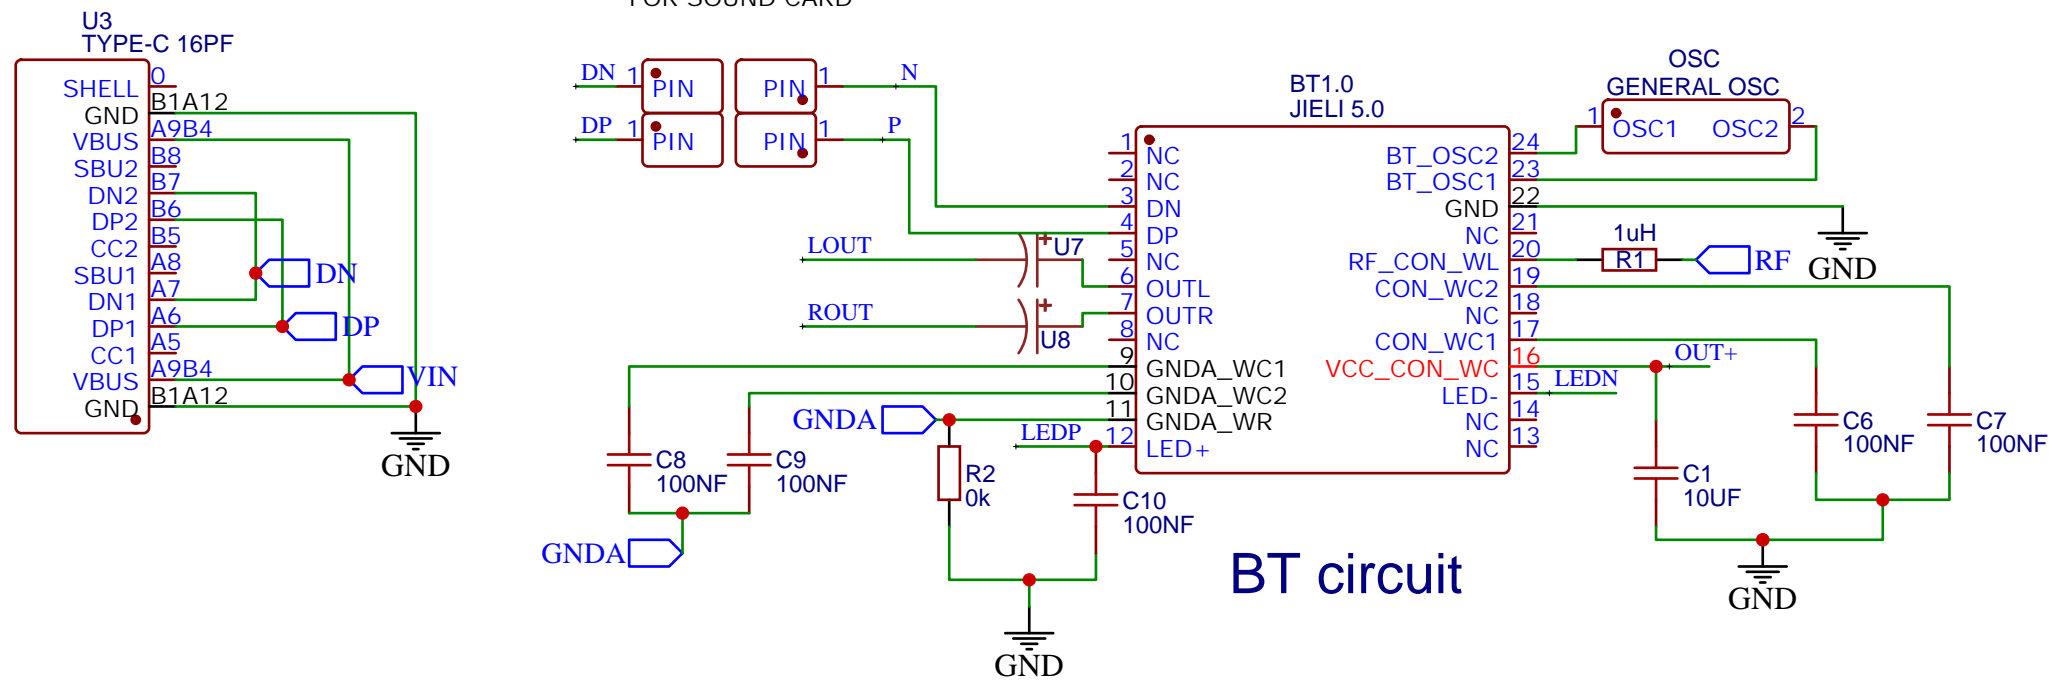 FOR SOUND CARD
U3
TYPE-C 16PF
SHELL 0
GND B1A12
VBUS A9B4
SBU2 B8
DN2 B7
DP2 B6
CC2 B5
SBU1 A8
DN1 A7
DP1 A6
CC1 A5
VBUS A9B4
GND B1A12
DN
DP
VIN
GND
DN 1 PIN
PIN 1 N
DP 1 PIN
PIN 1 P
LOUT
U7
ROUT
U8
BT1.0
JIELI 5.0
1 NC
2 NC
3 DN
4 DP
5 NC
6 OUTL
7 OUTR
8 NC
9 GNDA_WC1
10 GNDA_WC2
11 GNDA_WR
12 LED+
BT_OSC2 24
BT_OSC1 23
GND 22
NC 21
RF_CON_WL 20
CON_WC2 19
NC 18
CON_WC1 17
VCC_CON_WC 16
LED- 15
NC 14
NC 13
OSC
GENERAL OSC
1 OSC1 OSC2 2
GND
1uH
R1
RF
OUT+
LEDN
C6
100NF
C7
100NF
C1
10UF
GND
GNDA
LEDP
C8
100NF
C9
100NF
R2
0k
C10
100NF
GNDA
GND
BT circuit